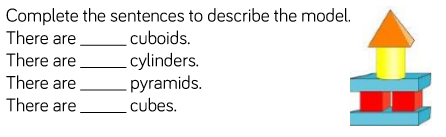 Complete the sentences to describe the model.
There are ______ cuboids.
There are ______ cylinders.
There are ______ pyramids.
There are ______ cubes.